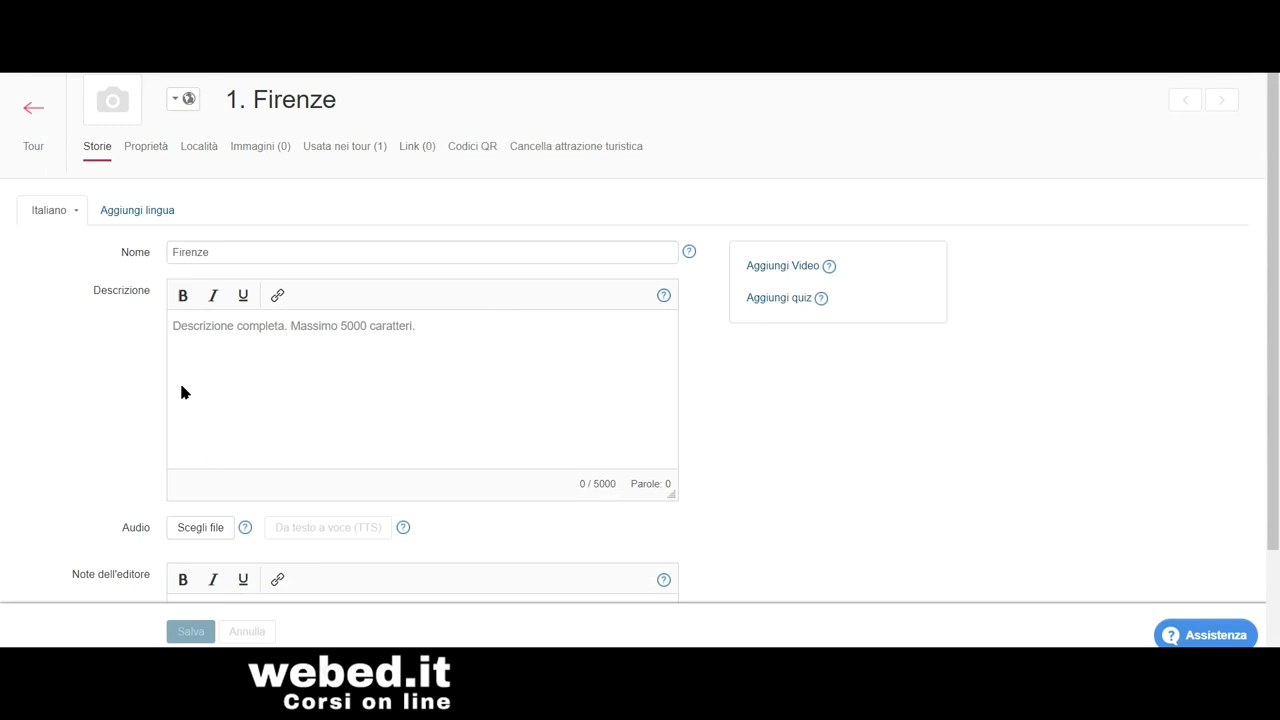 1. Firenze
Tour
Storie Proprietà Località Immagini (0) Usata nei tour (1) Link (0) Codici QR Cancella attrazione turistica
Italiano Aggiungi lingua
Nome Firenze ?
Aggiungi Video ?
Descrizione B I U ?
Aggiungi quiz ?
Descrizione completa. Massimo 5000 caratteri.
0 / 5000 Parole: 0
Audio Scegli file ? Da testo a voce (TTS) ?
Note dell'editore B I U ?
Salva Annulla
? Assistenza
webed.it
Corsi on line